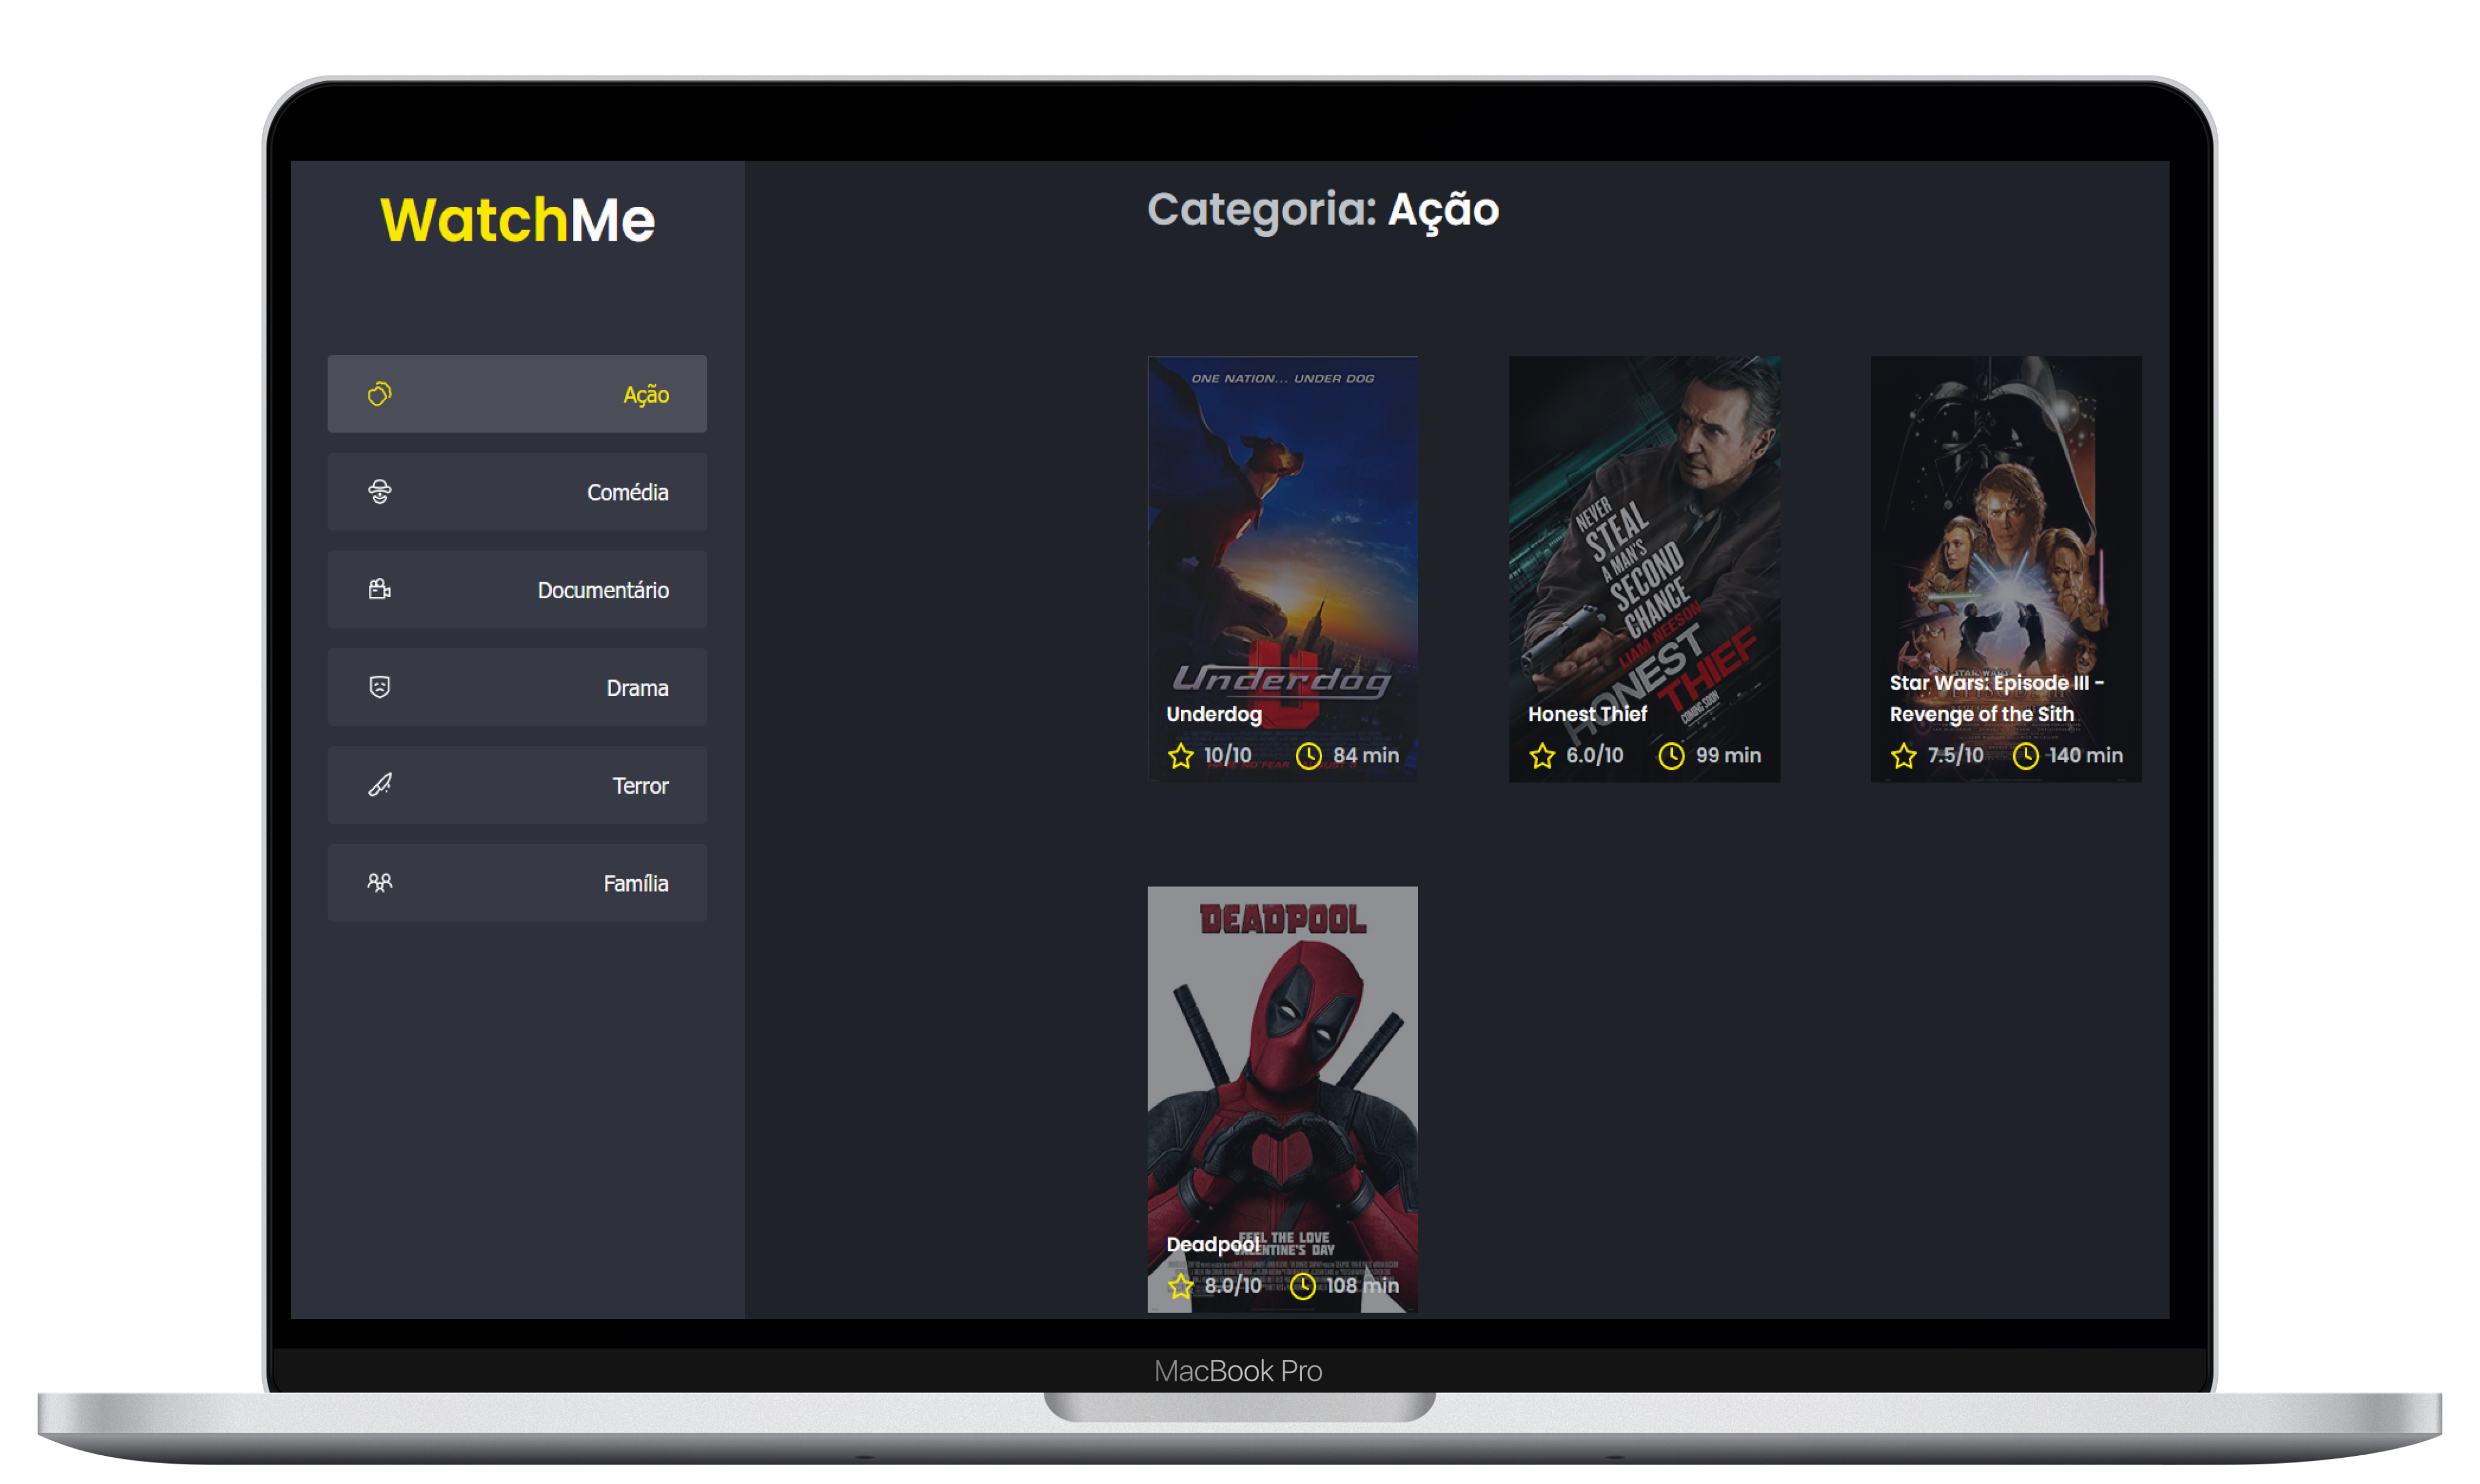 WatchMe
Categoria: Ação
Ação
Comédia
Documentário
Drama
Terror
Família
ONE NATION... UNDER DOG
Underdog
Underdog
10/10 84 min
NEVER
STEAL
A MAN'S
SECOND
CHANCE
LIAM NEESON
HONEST
THIEF
COMING SOON
Honest Thief
6.0/10 99 min
STAR WARS
Star Wars: Episode III -
Revenge of the Sith
7.5/10 140 min
DEADPOOL
FEEL THE LOVE
DAY
Deadpool
8.0/10 108 min
MacBook Pro